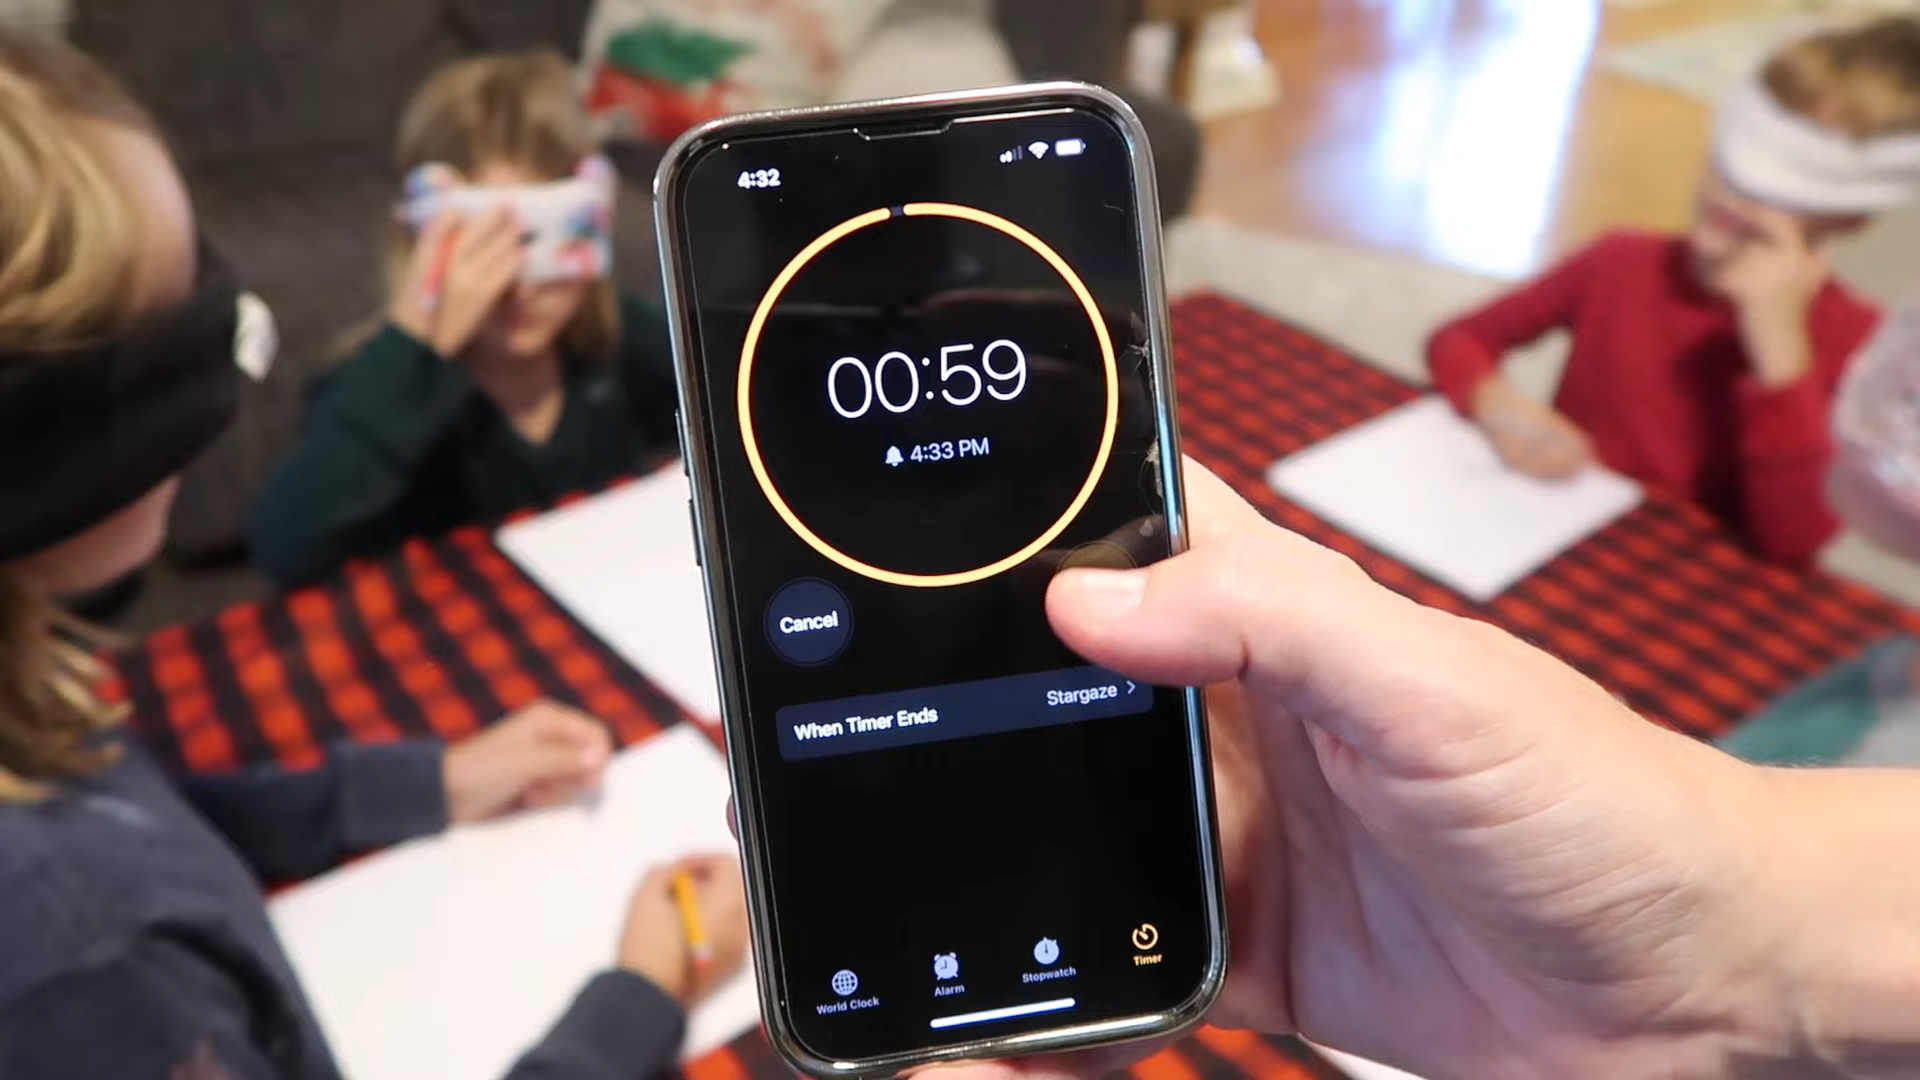 4:32
00:59
4:33 PM
Cancel
When Timer Ends Stargaze
World Clock Alarm Stopwatch Timer